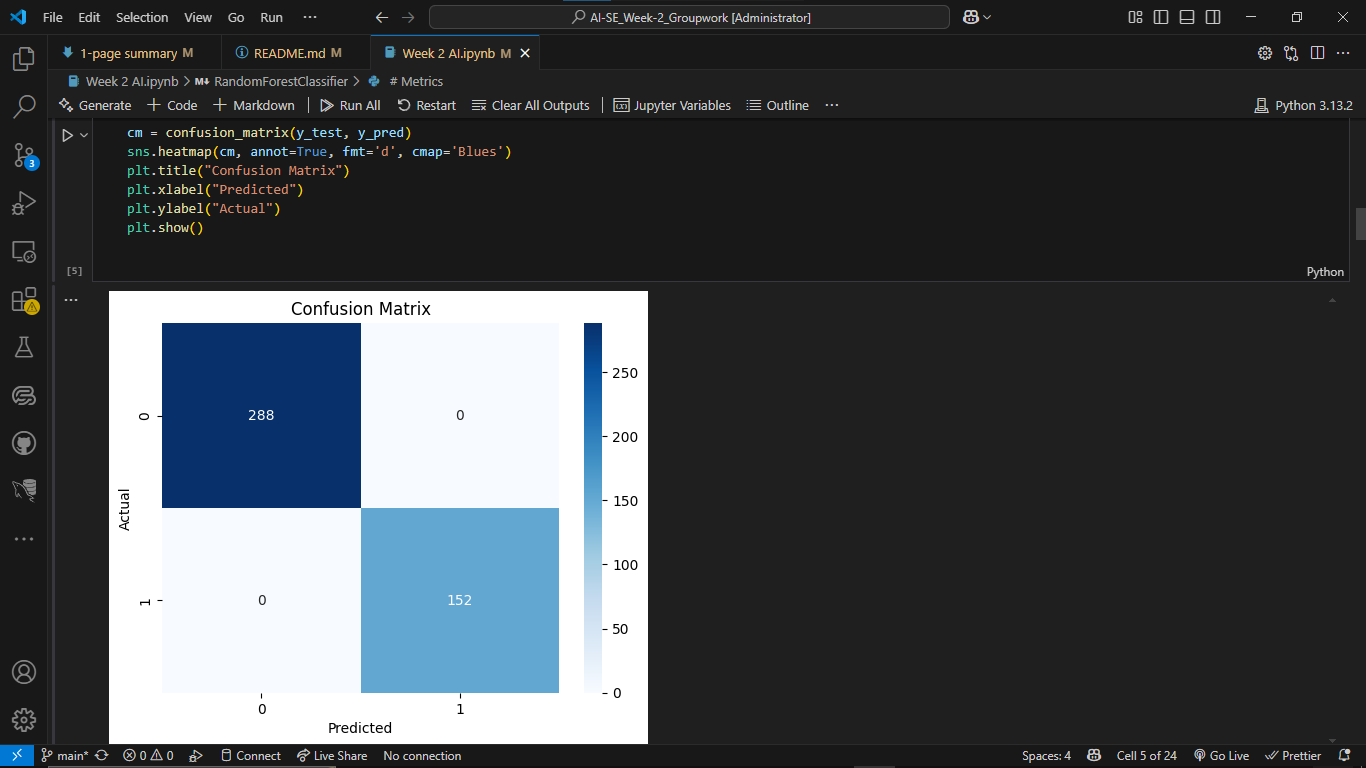 File Edit Selection View Go Run ··· AI-SE_Week-2_Groupwork [Administrator]
1-page summary M README.md M Week 2 AI.ipynb M
Week 2 AI.ipynb > M↓ RandomForestClassifier > # Metrics
Generate Code Markdown Run All Restart Clear All Outputs Jupyter Variables Outline ··· Python 3.13.2
cm = confusion_matrix(y_test, y_pred)
sns.heatmap(cm, annot=True, fmt='d', cmap='Blues')
plt.title("Confusion Matrix")
plt.xlabel("Predicted")
plt.ylabel("Actual")
plt.show()
[5] Python
3
Confusion Matrix
288 0
0 152
Actual
0
1
0 1
Predicted
250
200
150
100
50
0
main* 0 0 Connect Live Share No connection Spaces: 4 Cell 5 of 24 Go Live Prettier